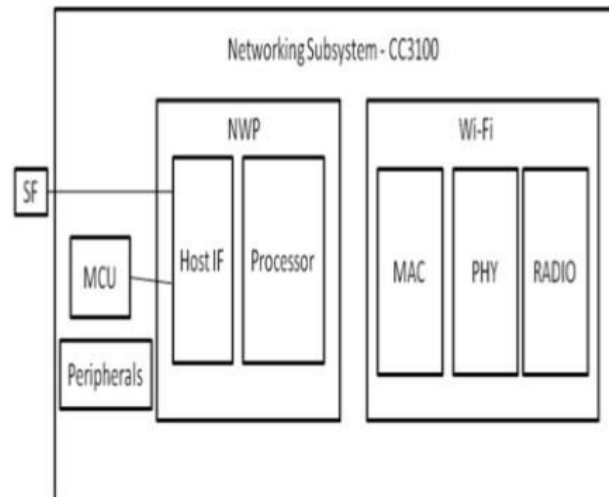 Networking Subsystem - CC3100
NWP
Wi-Fi
SF
Host IF
Processor
MAC
PHY
RADIO
MCU
Peripherals